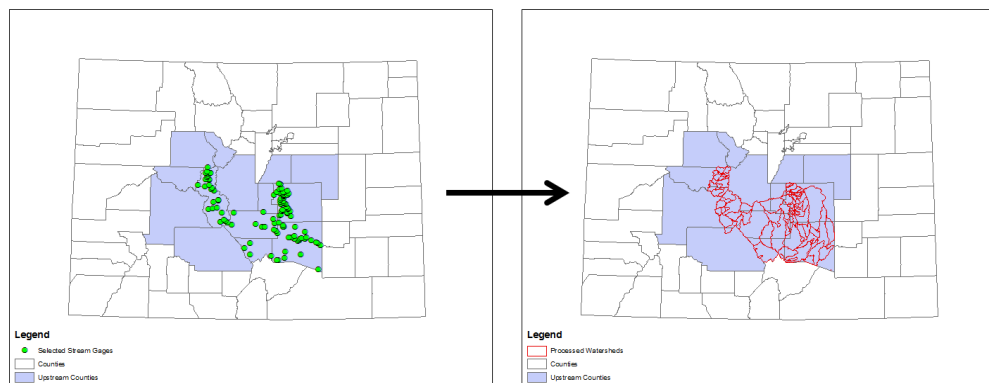 Legend
Selected Stream Gages
Counties
Upstream Counties
Legend
Processed Watersheds
Counties
Upstream Counties